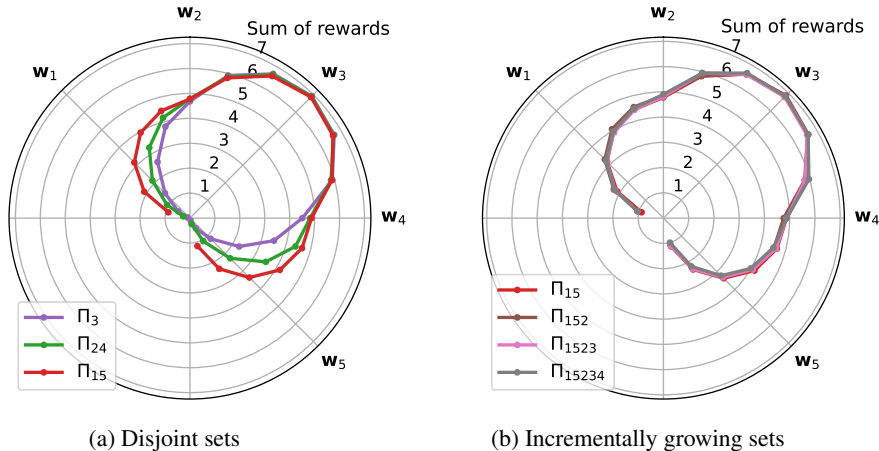 w₂
Sum of rewards
7
w₁
6
w₃
5
4
3
2
1
w₄
Π₃
Π₂₄
Π₁₅
w₅
(a) Disjoint sets
w₂
Sum of rewards
7
w₁
6
w₃
5
4
3
2
1
w₄
Π₁₅
Π₁₅₂
Π₁₅₂₃
Π₁₅₂₃₄
w₅
(b) Incrementally growing sets